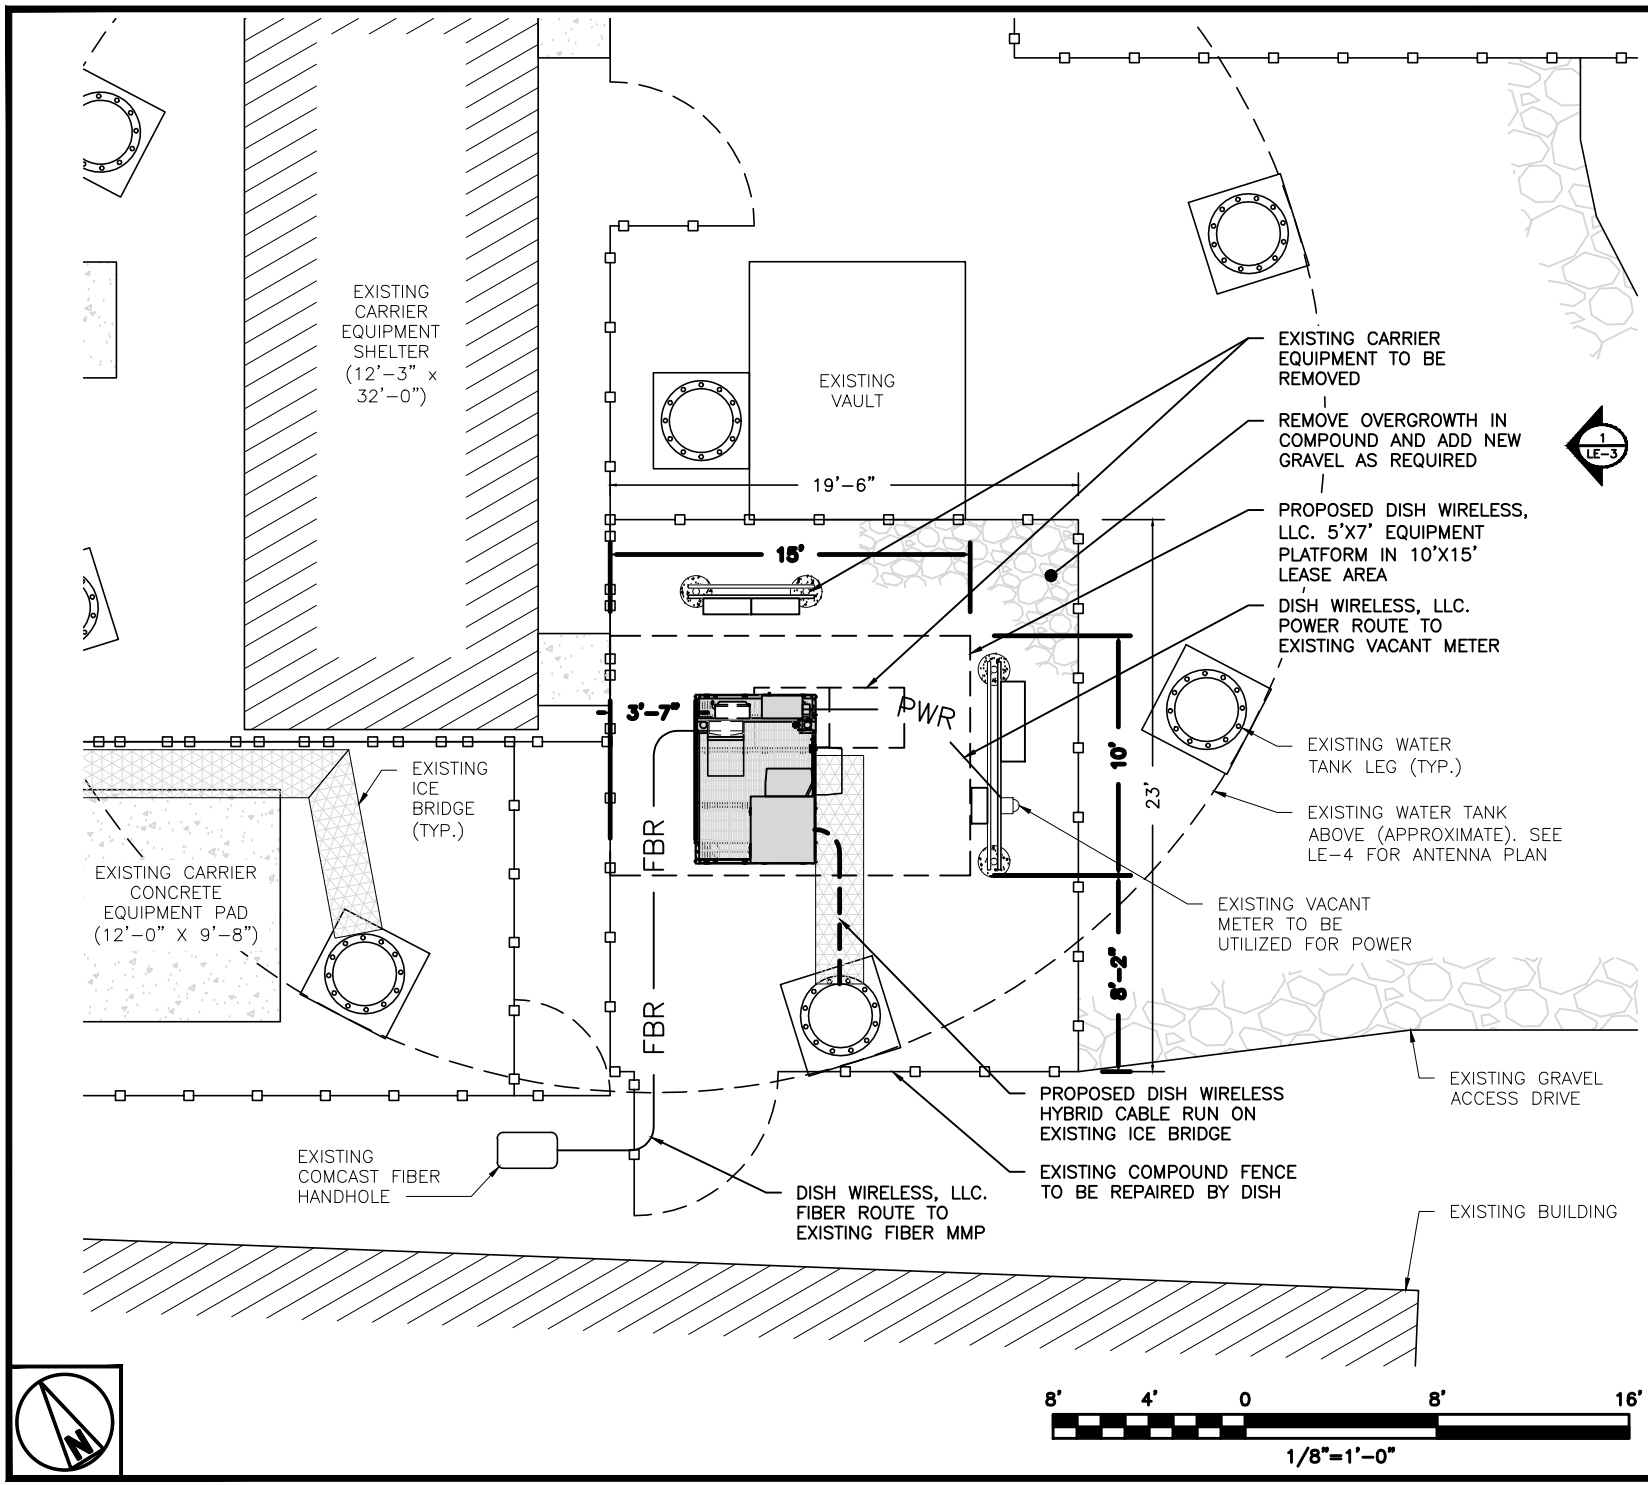 EXISTING
CARRIER
EQUIPMENT
SHELTER
(12'-3" x
32'-0")
EXISTING
VAULT
EXISTING CARRIER
EQUIPMENT TO BE
REMOVED
REMOVE OVERGROWTH IN
COMPOUND AND ADD NEW
GRAVEL AS REQUIRED
1
LE-3
19'-6"
PROPOSED DISH WIRELESS,
LLC. 5'X7' EQUIPMENT
PLATFORM IN 10'X15'
LEASE AREA
15'
DISH WIRELESS, LLC.
POWER ROUTE TO
EXISTING VACANT METER
3'-7"
PWR
10'
23'
EXISTING WATER
TANK LEG (TYP.)
EXISTING
ICE
BRIDGE
(TYP.)
FBR
EXISTING WATER TANK
ABOVE (APPROXIMATE). SEE
LE-4 FOR ANTENNA PLAN
EXISTING CARRIER
CONCRETE
EQUIPMENT PAD
(12'-0" X 9'-8")
EXISTING VACANT
METER TO BE
UTILIZED FOR POWER
8'-2"
FBR
EXISTING GRAVEL
ACCESS DRIVE
PROPOSED DISH WIRELESS
HYBRID CABLE RUN ON
EXISTING ICE BRIDGE
EXISTING
COMCAST FIBER
HANDHOLE
EXISTING COMPOUND FENCE
TO BE REPAIRED BY DISH
DISH WIRELESS, LLC.
FIBER ROUTE TO
EXISTING FIBER MMP
EXISTING BUILDING
N
8' 4' 0 8' 16'
1/8"=1'-0"